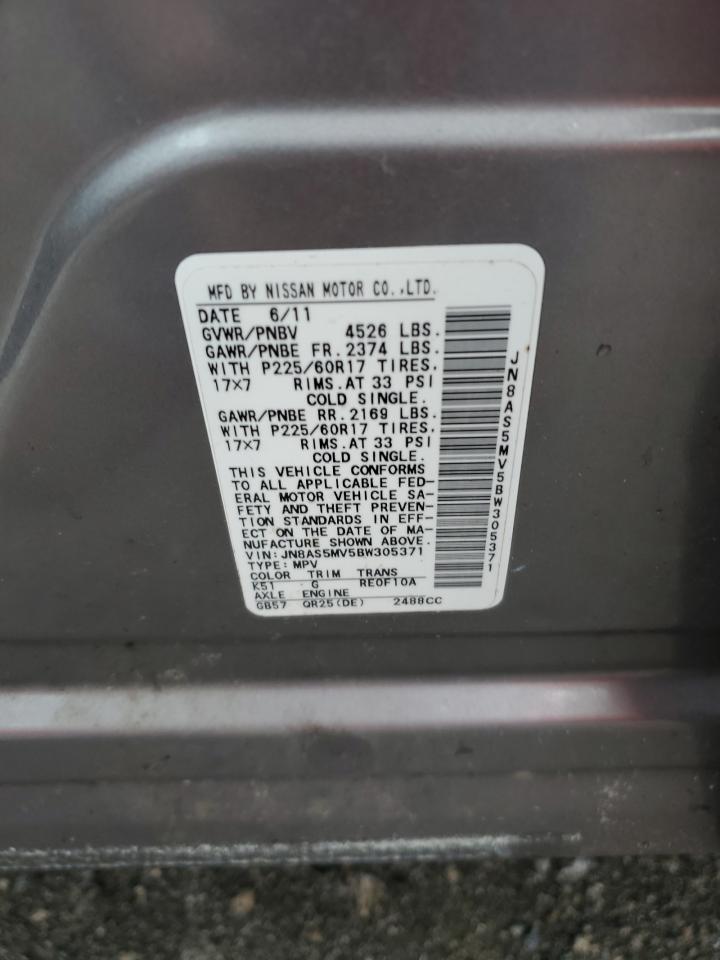 MFD BY NISSAN MOTOR CO.,LTD.
DATE 6/11
GVWR/PNBV 4526 LBS.
GAWR/PNBE FR. 2374 LBS.
WITH P225/60R17 TIRES.
17X7 RIMS. AT 33 PSI
COLD SINGLE.
GAWR/PNBE RR. 2169 LBS.
WITH P225/60R17 TIRES.
17X7 RIMS. AT 33 PSI
COLD SINGLE.
THIS VEHICLE CONFORMS
TO ALL APPLICABLE FED-
ERAL MOTOR VEHICLE SA-
FETY AND THEFT PREVEN-
TION STANDARDS IN EFF-
ECT ON THE DATE OF MA-
NUFACTURE SHOWN ABOVE.
VIN: JN8AS5MV5BW305371
TYPE: MPV
COLOR TRIM TRANS
K51 G RE0F10A
AXLE ENGINE
GB57 QR25(DE) 2488CC
JN8AS5MV5BW305371